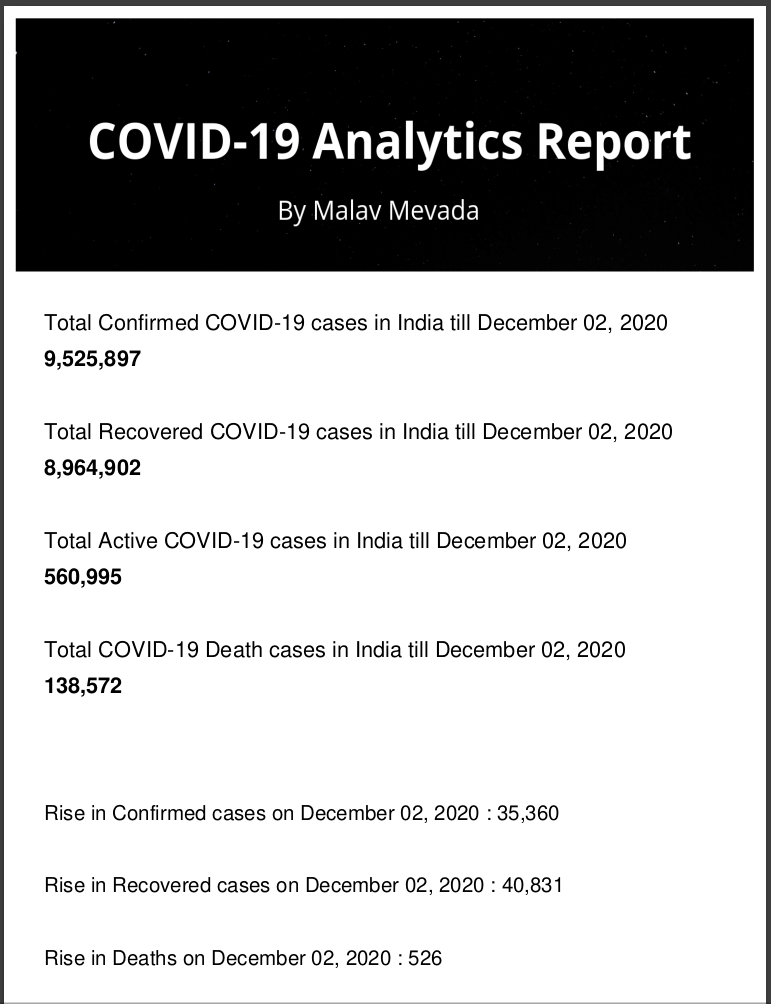 COVID-19 Analytics Report
By Malav Mevada
Total Confirmed COVID-19 cases in India till December 02, 2020
9,525,897
Total Recovered COVID-19 cases in India till December 02, 2020
8,964,902
Total Active COVID-19 cases in India till December 02, 2020
560,995
Total COVID-19 Death cases in India till December 02, 2020
138,572
Rise in Confirmed cases on December 02, 2020 : 35,360
Rise in Recovered cases on December 02, 2020 : 40,831
Rise in Deaths on December 02, 2020 : 526